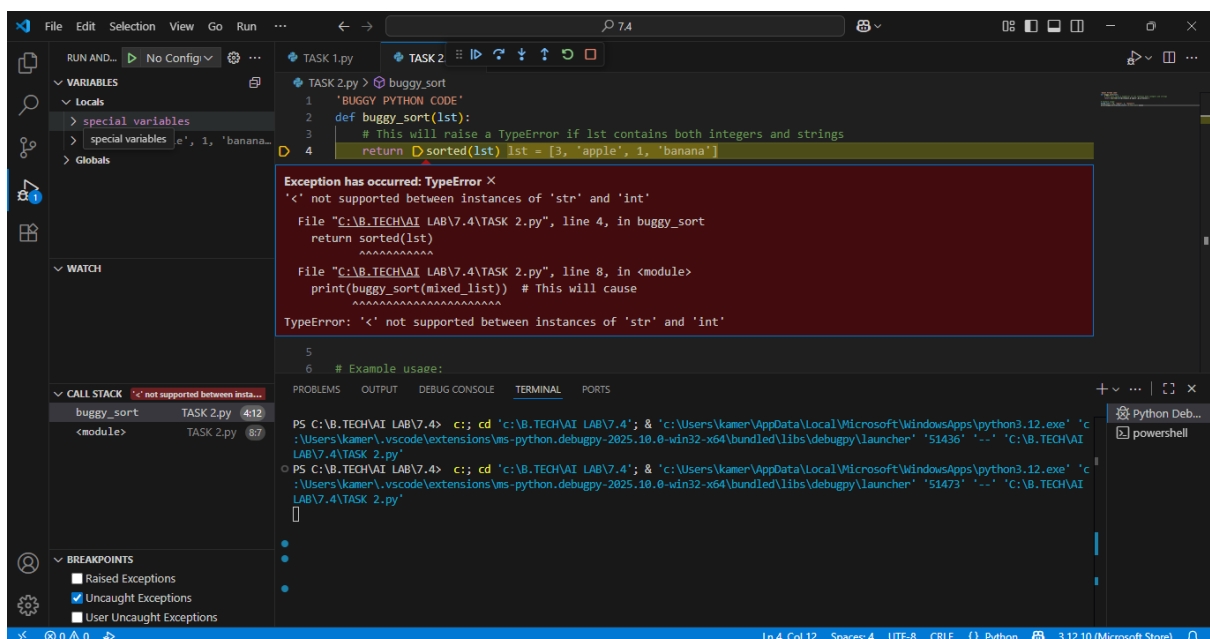 File Edit Selection View Go Run ··· 7.4
RUN AND... No Config
VARIABLES
Locals
special variables
special variables e', 1, 'banana...
Globals
WATCH
CALL STACK '<' not supported between insta...
buggy_sort TASK 2.py 4:12
<module> TASK 2.py 8:7
BREAKPOINTS
Raised Exceptions
Uncaught Exceptions
User Uncaught Exceptions
TASK 1.py TASK 2.
TASK 2.py > buggy_sort
1 'BUGGY PYTHON CODE'
2 def buggy_sort(lst):
3 # This will raise a TypeError if lst contains both integers and strings
4 return sorted(lst) lst = [3, 'apple', 1, 'banana']
Exception has occurred: TypeError ×
'<' not supported between instances of 'str' and 'int'
File "C:\B.TECH\AI LAB\7.4\TASK 2.py", line 4, in buggy_sort
return sorted(lst)
^^^^^^^^^^^
File "C:\B.TECH\AI LAB\7.4\TASK 2.py", line 8, in <module>
print(buggy_sort(mixed_list)) # This will cause
^^^^^^^^^^^^^^^^^^^^^^
TypeError: '<' not supported between instances of 'str' and 'int'
5
6 # Example usage:
PROBLEMS OUTPUT DEBUG CONSOLE TERMINAL PORTS
PS C:\B.TECH\AI LAB\7.4> c:; cd 'c:\B.TECH\AI LAB\7.4'; & 'c:\Users\kamer\AppData\Local\Microsoft\WindowsApps\python3.12.exe' 'c
:\Users\kamer\.vscode\extensions\ms-python.debugpy-2025.10.0-win32-x64\bundled\libs\debugpy\launcher' '51436' '--' 'C:\B.TECH\AI
LAB\7.4\TASK 2.py'
PS C:\B.TECH\AI LAB\7.4> c:; cd 'c:\B.TECH\AI LAB\7.4'; & 'c:\Users\kamer\AppData\Local\Microsoft\WindowsApps\python3.12.exe' 'c
:\Users\kamer\.vscode\extensions\ms-python.debugpy-2025.10.0-win32-x64\bundled\libs\debugpy\launcher' '51473' '--' 'C:\B.TECH\AI
LAB\7.4\TASK 2.py'
Python Deb...
powershell
0 0 Ln 4, Col 12 Spaces: 4 UTF-8 CRLF {} Python 3.12.10 (Microsoft Store)